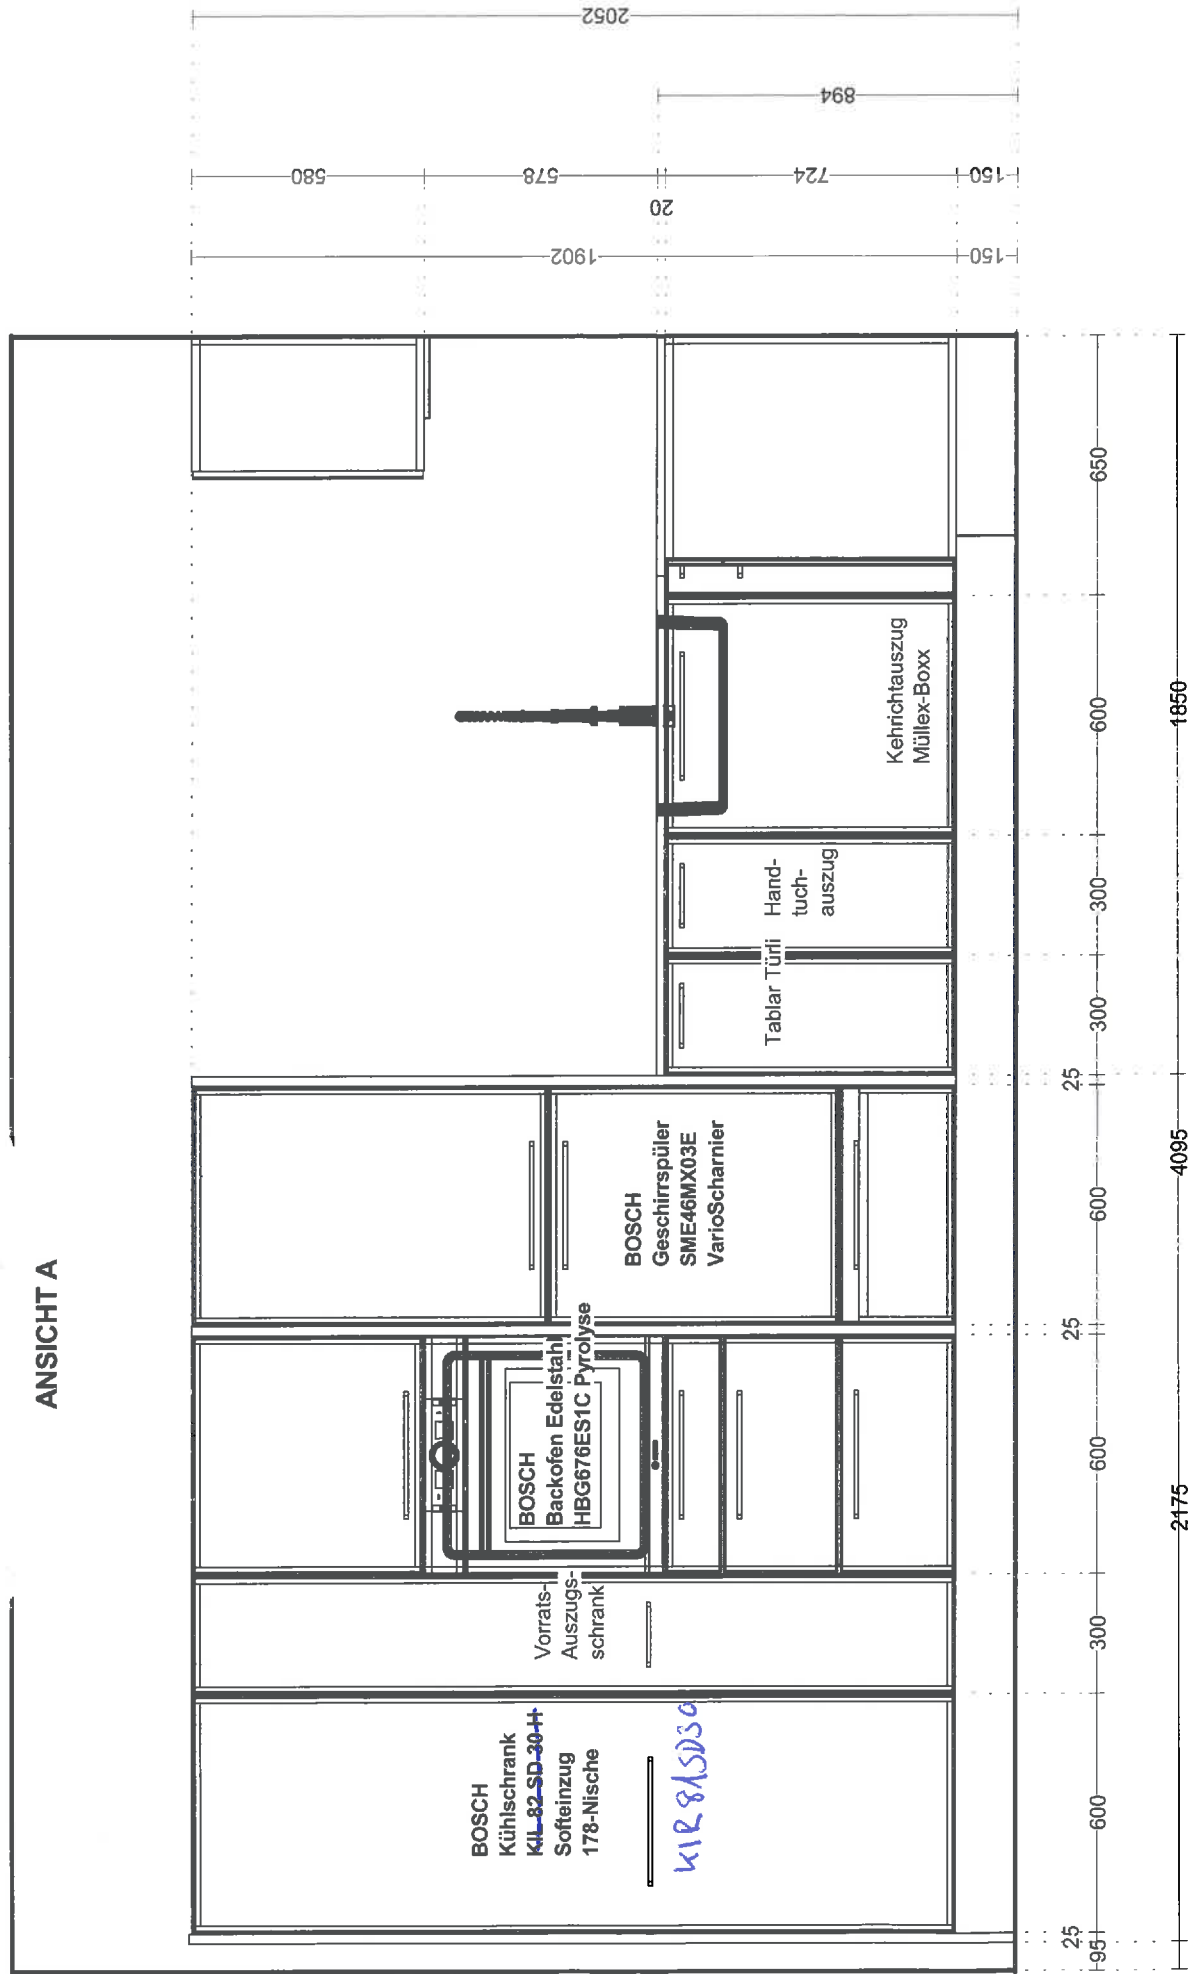 ANSICHT A
BOSCH
Kühlschrank
KIL-82-SD-30-H
Softeinzug
178-Nische
KIR81SD30
Vorrats-
Auszugs-
schrank
BOSCH
Backofen Edelstahl
HBG676ES1C Pyrolyse
BOSCH
Geschirrspüler
SME46MX03E
VarioScharnier
Tablar Türli
Hand-
tuch-
auszug
Kehrichtauszug
Müllex-Boxx
580
578
20
724
150
1902
150
894
2052
95
25
600
300
600
25
600
25
300
300
600
650
2175
4095
1850